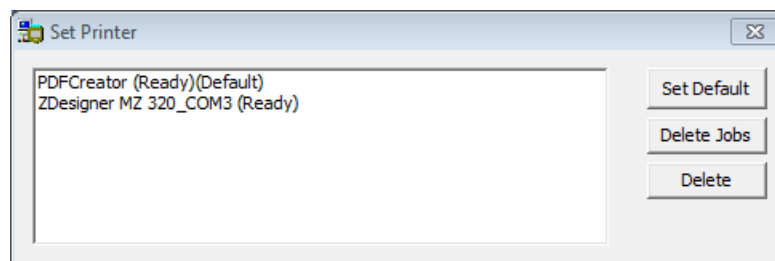 Set Printer
PDFCreator (Ready)(Default)
ZDesigner MZ 320_COM3 (Ready)
Set Default
Delete Jobs
Delete